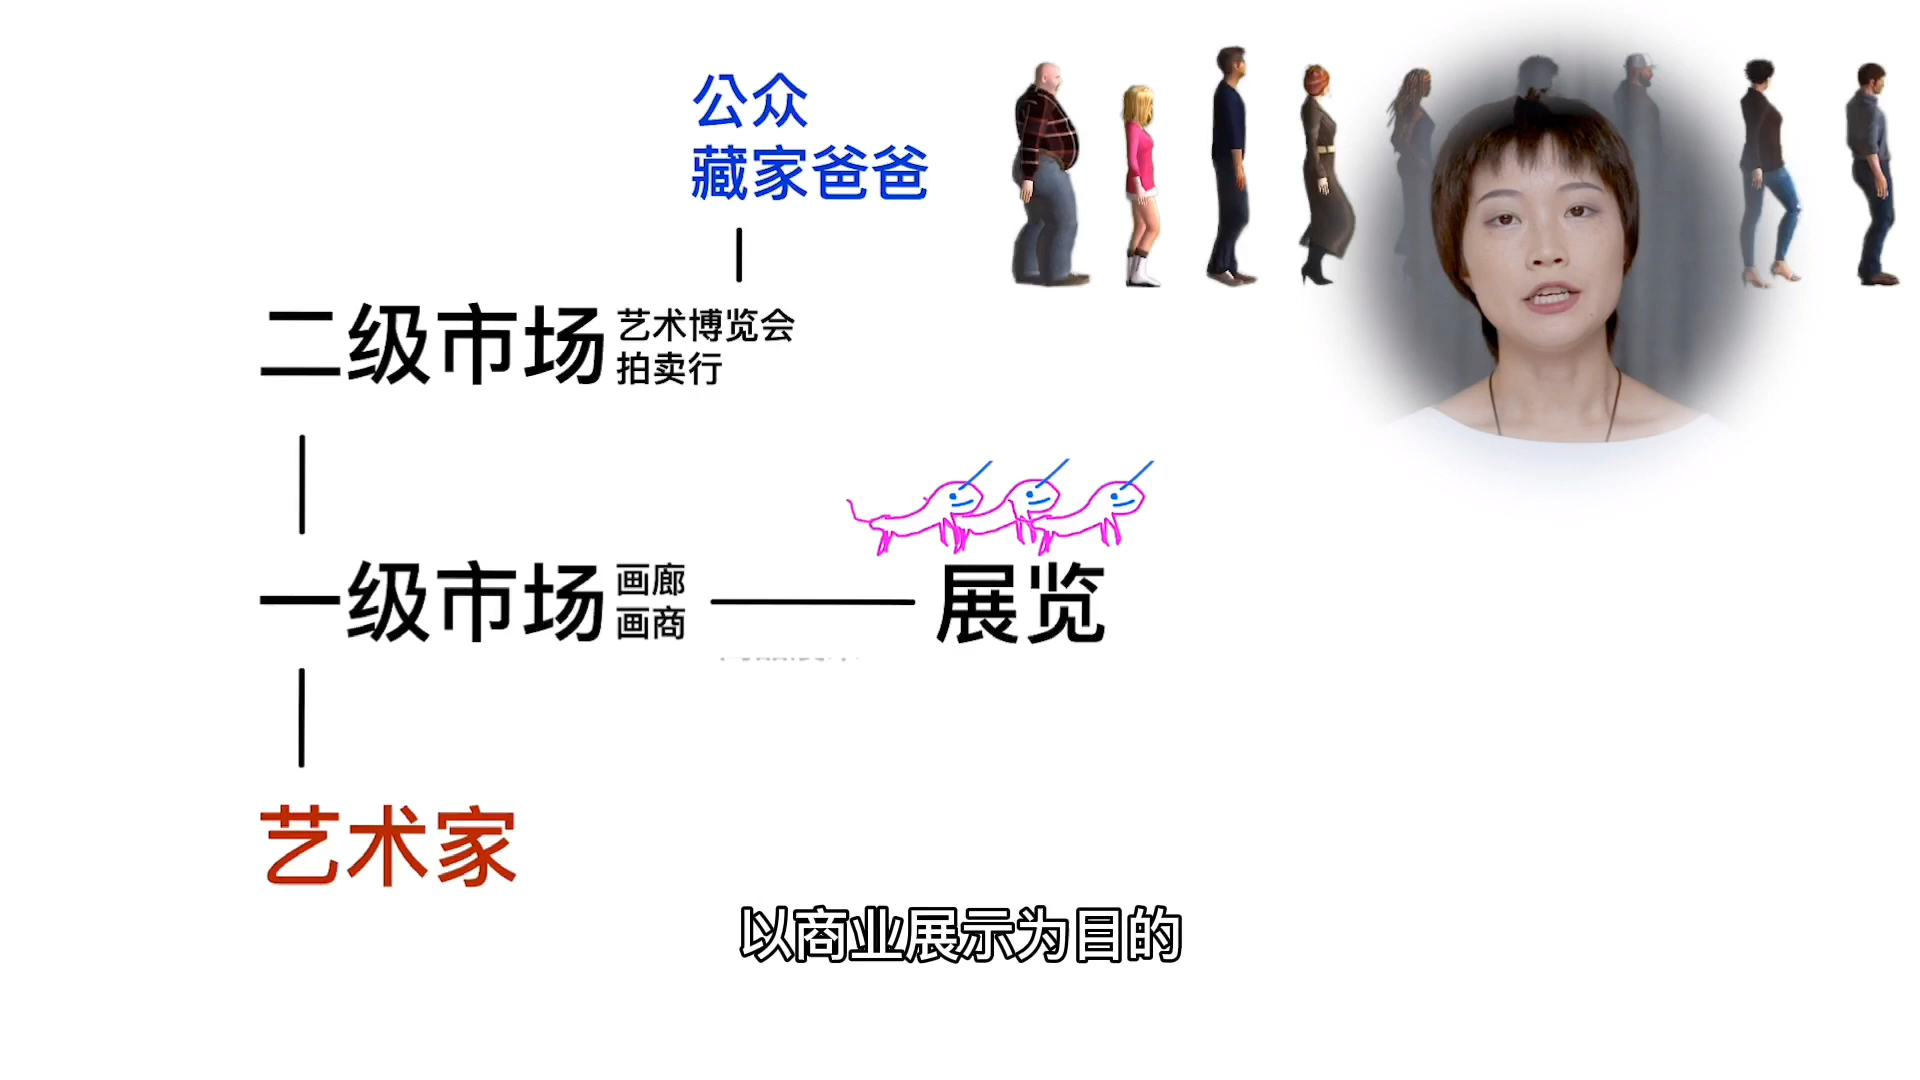 公众
藏家爸爸
二级市场
艺术博览会
拍卖行
一级市场
画廊
画商
展览
艺术家
以商业展示为目的